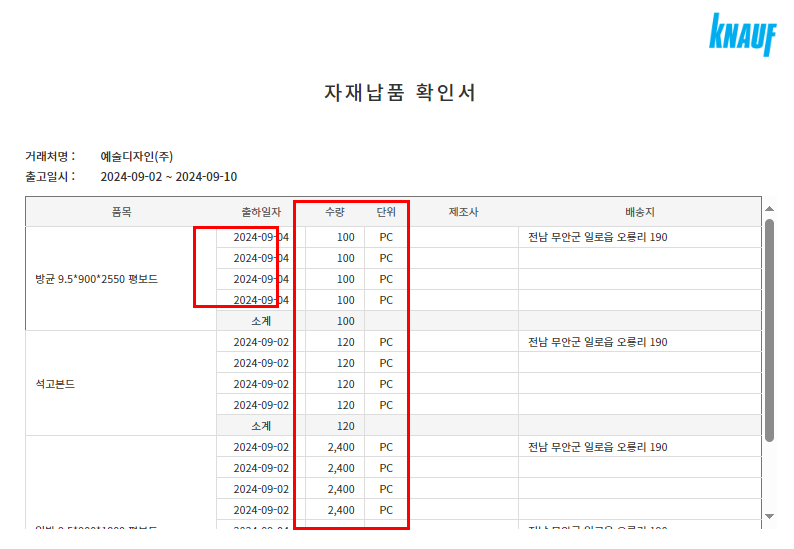 KNAUF
자재납품 확인서
거래처명 : 예술디자인(주)
출고일시 : 2024-09-02 ~ 2024-09-10
품목 출하일자 수량 단위 제조사 배송지
2024-09-04 100 PC 전남 무안군 일로읍 오룡리 190
2024-09-04 100 PC
방균 9.5*900*2550 평보드 2024-09-04 100 PC
2024-09-04 100 PC
소계 100
2024-09-02 120 PC 전남 무안군 일로읍 오룡리 190
2024-09-02 120 PC
석고본드 2024-09-02 120 PC
2024-09-02 120 PC
소계 120
2024-09-02 2,400 PC 전남 무안군 일로읍 오룡리 190
2024-09-02 2,400 PC
2024-09-02 2,400 PC
2024-09-02 2,400 PC